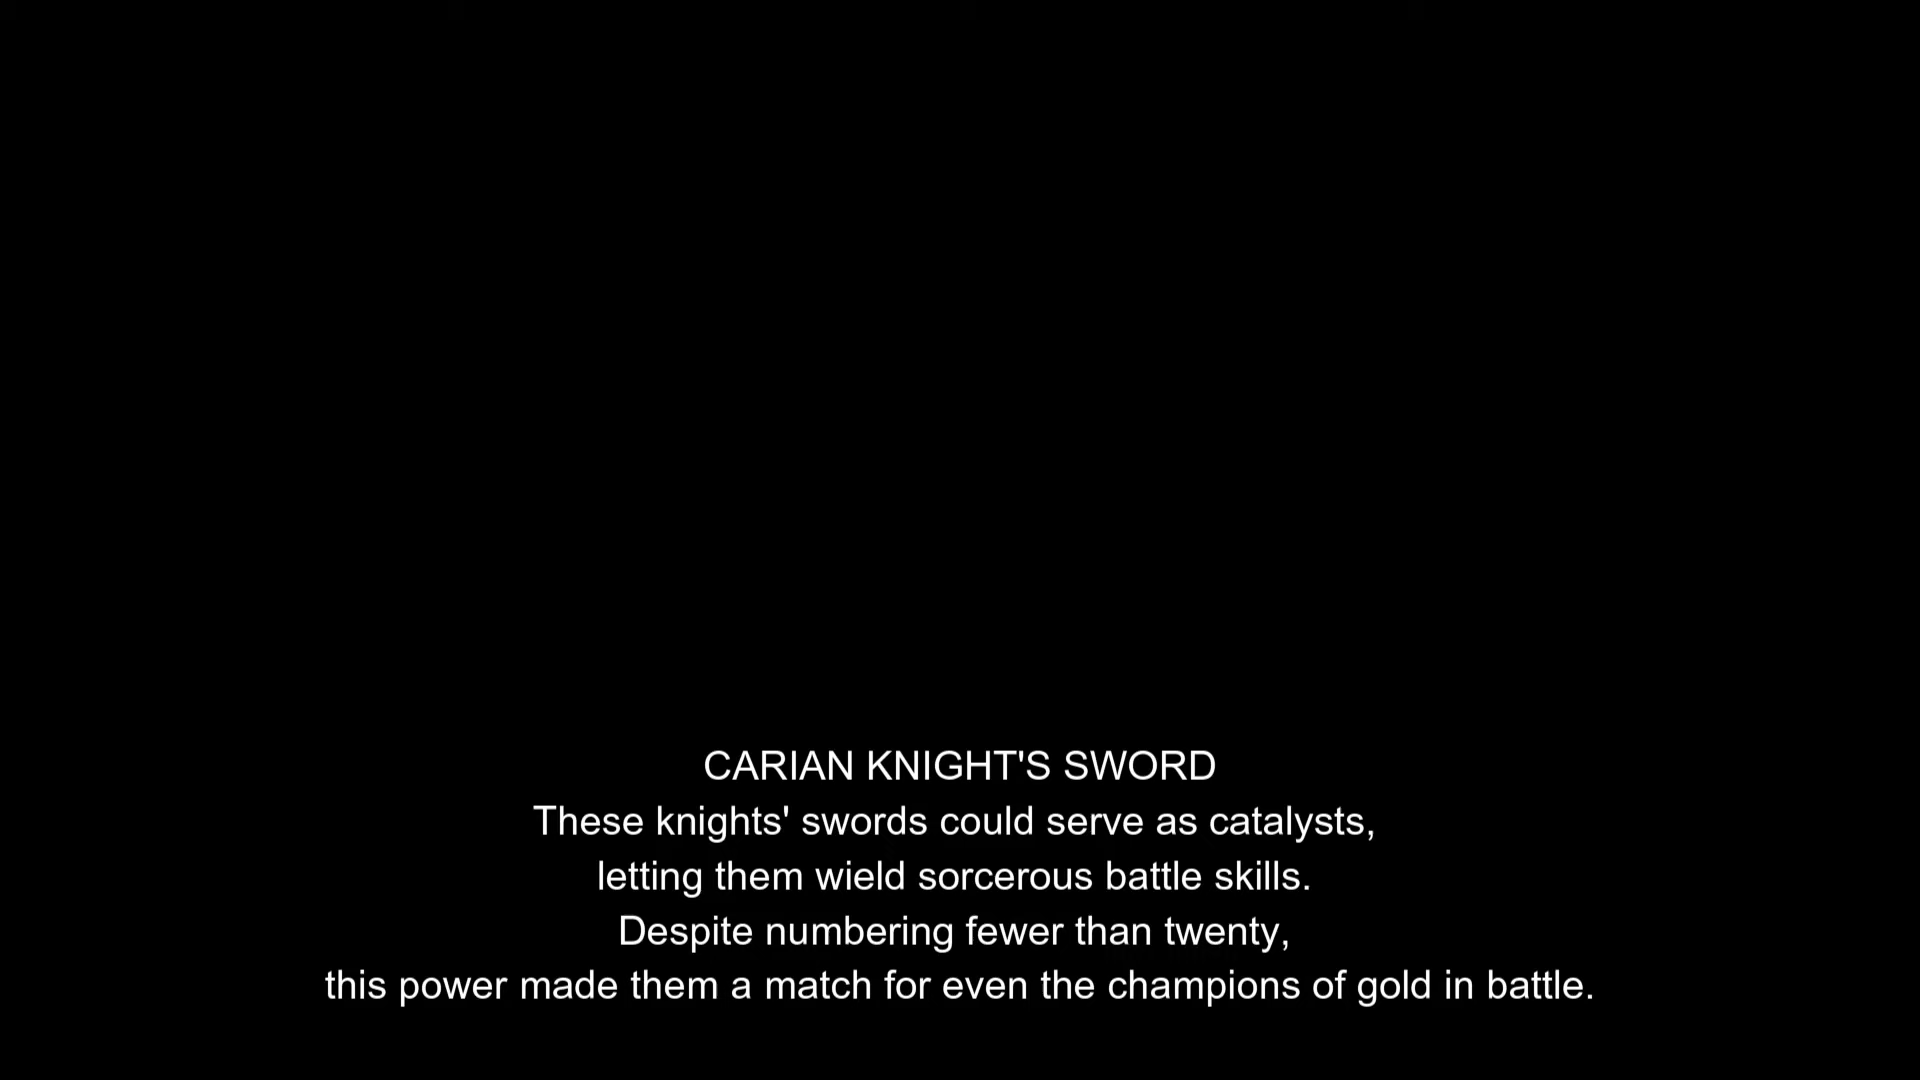 CARIAN KNIGHT'S SWORD
These knights' swords could serve as catalysts,
letting them wield sorcerous battle skills.
Despite numbering fewer than twenty,
this power made them a match for even the champions of gold in battle.